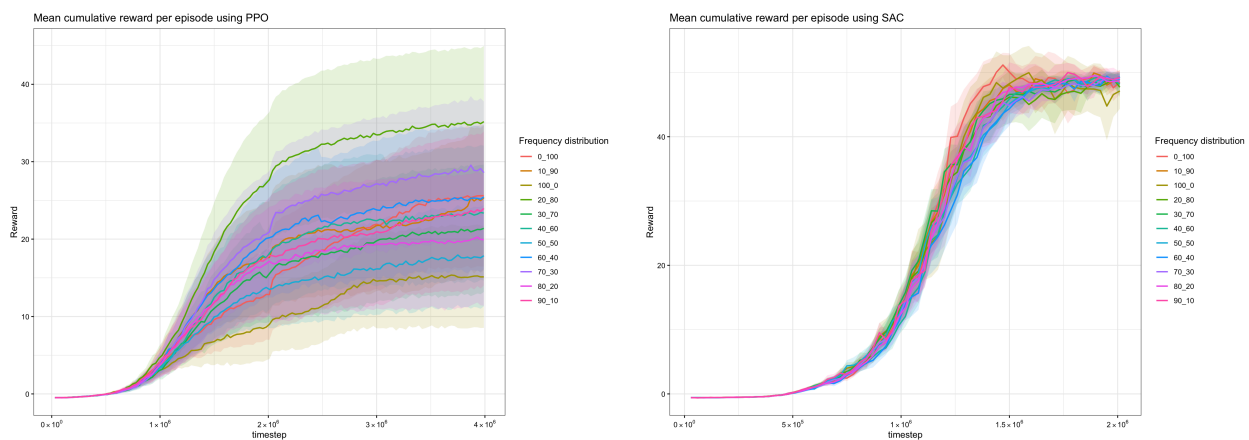 Mean cumulative reward per episode using PPO
40
30
20
10
0
Reward
0 × 10⁶
1 × 10⁶
2 × 10⁶
3 × 10⁶
4 × 10⁶
timestep
Frequency distribution
0_100
10_90
100_0
20_80
30_70
40_60
50_50
60_40
70_30
80_20
90_10
Mean cumulative reward per episode using SAC
40
20
0
Reward
0 × 10⁰
5 × 10⁵
1 × 10⁶
1.5 × 10⁶
2 × 10⁶
timestep
Frequency distribution
0_100
10_90
100_0
20_80
30_70
40_60
50_50
60_40
70_30
80_20
90_10